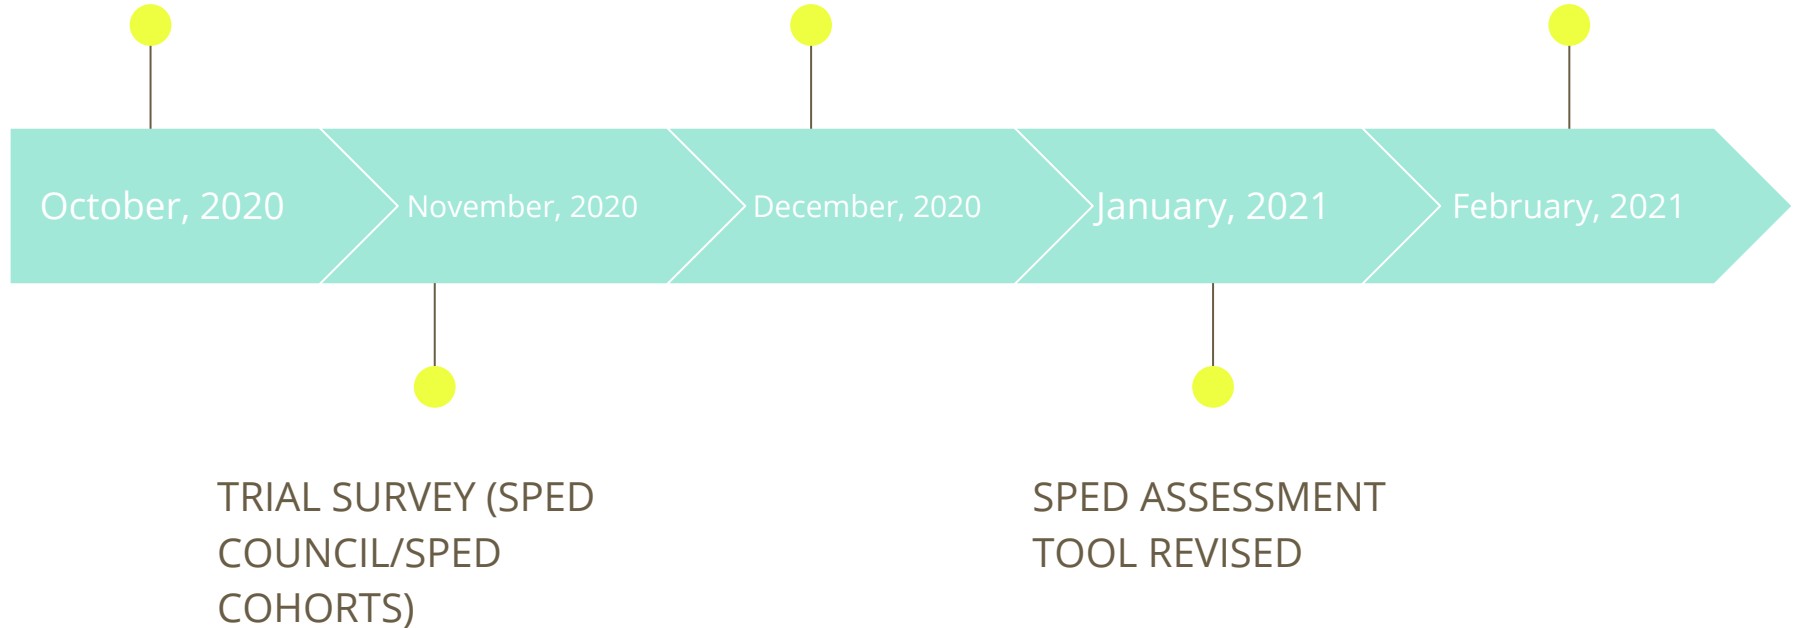 October, 2020
November, 2020
December, 2020
January, 2021
February, 2021
TRIAL SURVEY (SPED
COUNCIL/SPED
COHORTS)
SPED ASSESSMENT
TOOL REVISED